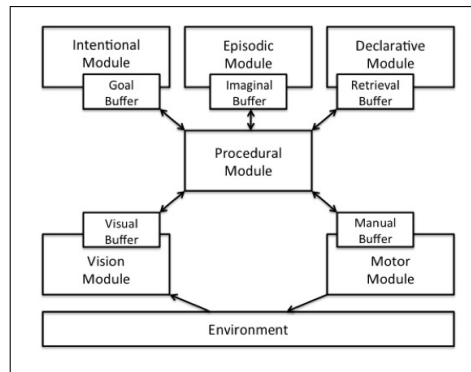 Intentional Module
Episodic Module
Declarative Module
Goal Buffer
Imaginal Buffer
Retrieval Buffer
Procedural Module
Visual Buffer
Manual Buffer
Vision Module
Motor Module
Environment